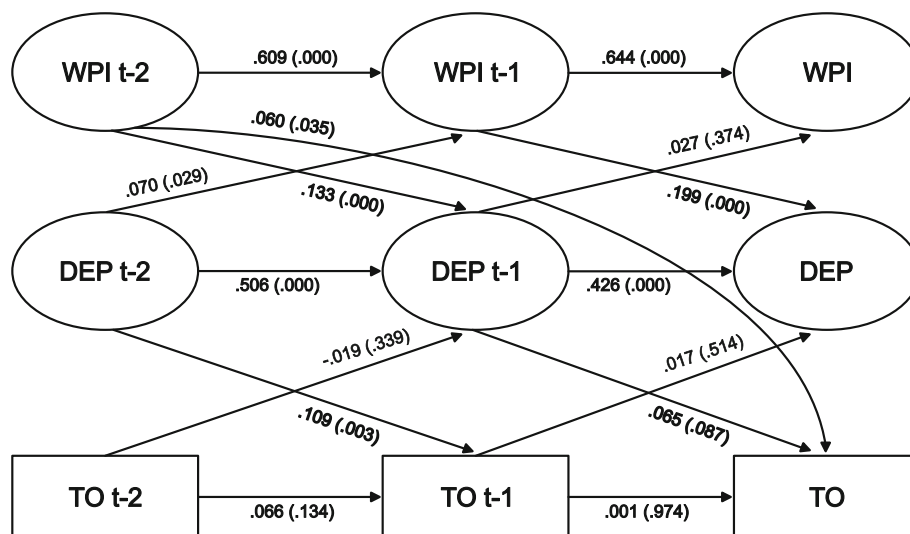 WPI t-2
.609 (.000)
WPI t-1
.644 (.000)
WPI
.060 (.035)
.027 (.374)
.070 (.029)
.133 (.000)
.199 (.000)
DEP t-2
.506 (.000)
DEP t-1
.426 (.000)
DEP
-.019 (.339)
.017 (.514)
.109 (.003)
.065 (.087)
TO t-2
.066 (.134)
TO t-1
.001 (.974)
TO